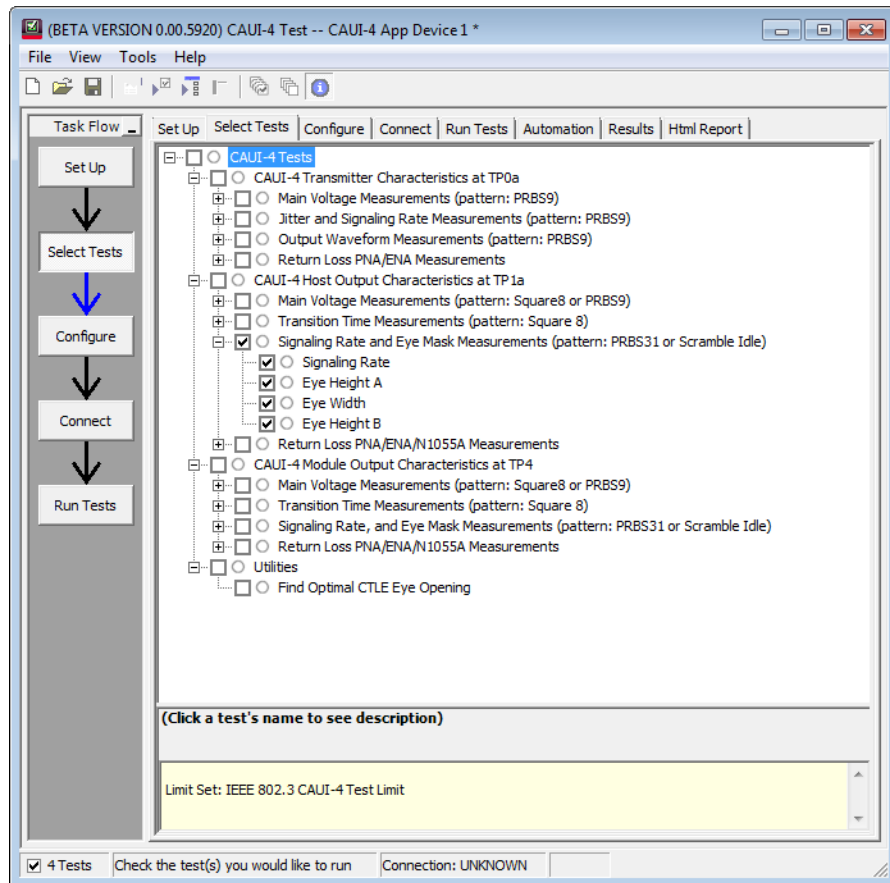 (BETA VERSION 0.00.5920) CAUI-4 Test -- CAUI-4 App Device 1 *
File View Tools Help
Task Flow
Set Up
Select Tests
Configure
Connect
Run Tests
Set Up Select Tests Configure Connect Run Tests Automation Results Html Report
CAUI-4 Tests
CAUI-4 Transmitter Characteristics at TP0a
Main Voltage Measurements (pattern: PRBS9)
Jitter and Signaling Rate Measurements (pattern: PRBS9)
Output Waveform Measurements (pattern: PRBS9)
Return Loss PNA/ENA Measurements
CAUI-4 Host Output Characteristics at TP1a
Main Voltage Measurements (pattern: Square8 or PRBS9)
Transition Time Measurements (pattern: Square 8)
Signaling Rate and Eye Mask Measurements (pattern: PRBS31 or Scramble Idle)
Signaling Rate
Eye Height A
Eye Width
Eye Height B
Return Loss PNA/ENA/N1055A Measurements
CAUI-4 Module Output Characteristics at TP4
Main Voltage Measurements (pattern: Square8 or PRBS9)
Transition Time Measurements (pattern: Square 8)
Signaling Rate, and Eye Mask Measurements (pattern: PRBS31 or Scramble Idle)
Return Loss PNA/ENA/N1055A Measurements
Utilities
Find Optimal CTLE Eye Opening
(Click a test's name to see description)
Limit Set: IEEE 802.3 CAUI-4 Test Limit
4 Tests Check the test(s) you would like to run Connection: UNKNOWN